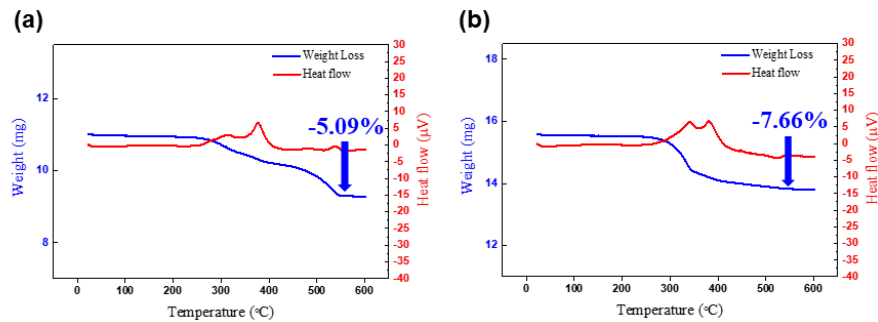 (a)
Weight Loss
Heat flow
-5.09%
12
10
8
30
25
20
15
10
5
0
-5
-10
-15
-20
-25
-30
-35
-40
0 100 200 300 400 500 600
Weight (mg)
Heat flow (μV)
Temperature (°C)
(b)
Weight Loss
Heat flow
-7.66%
18
16
14
12
30
25
20
15
10
5
0
-5
-10
-15
-20
-25
-30
-35
-40
0 100 200 300 400 500 600
Weight (mg)
Heat flow (μV)
Temperature (°C)